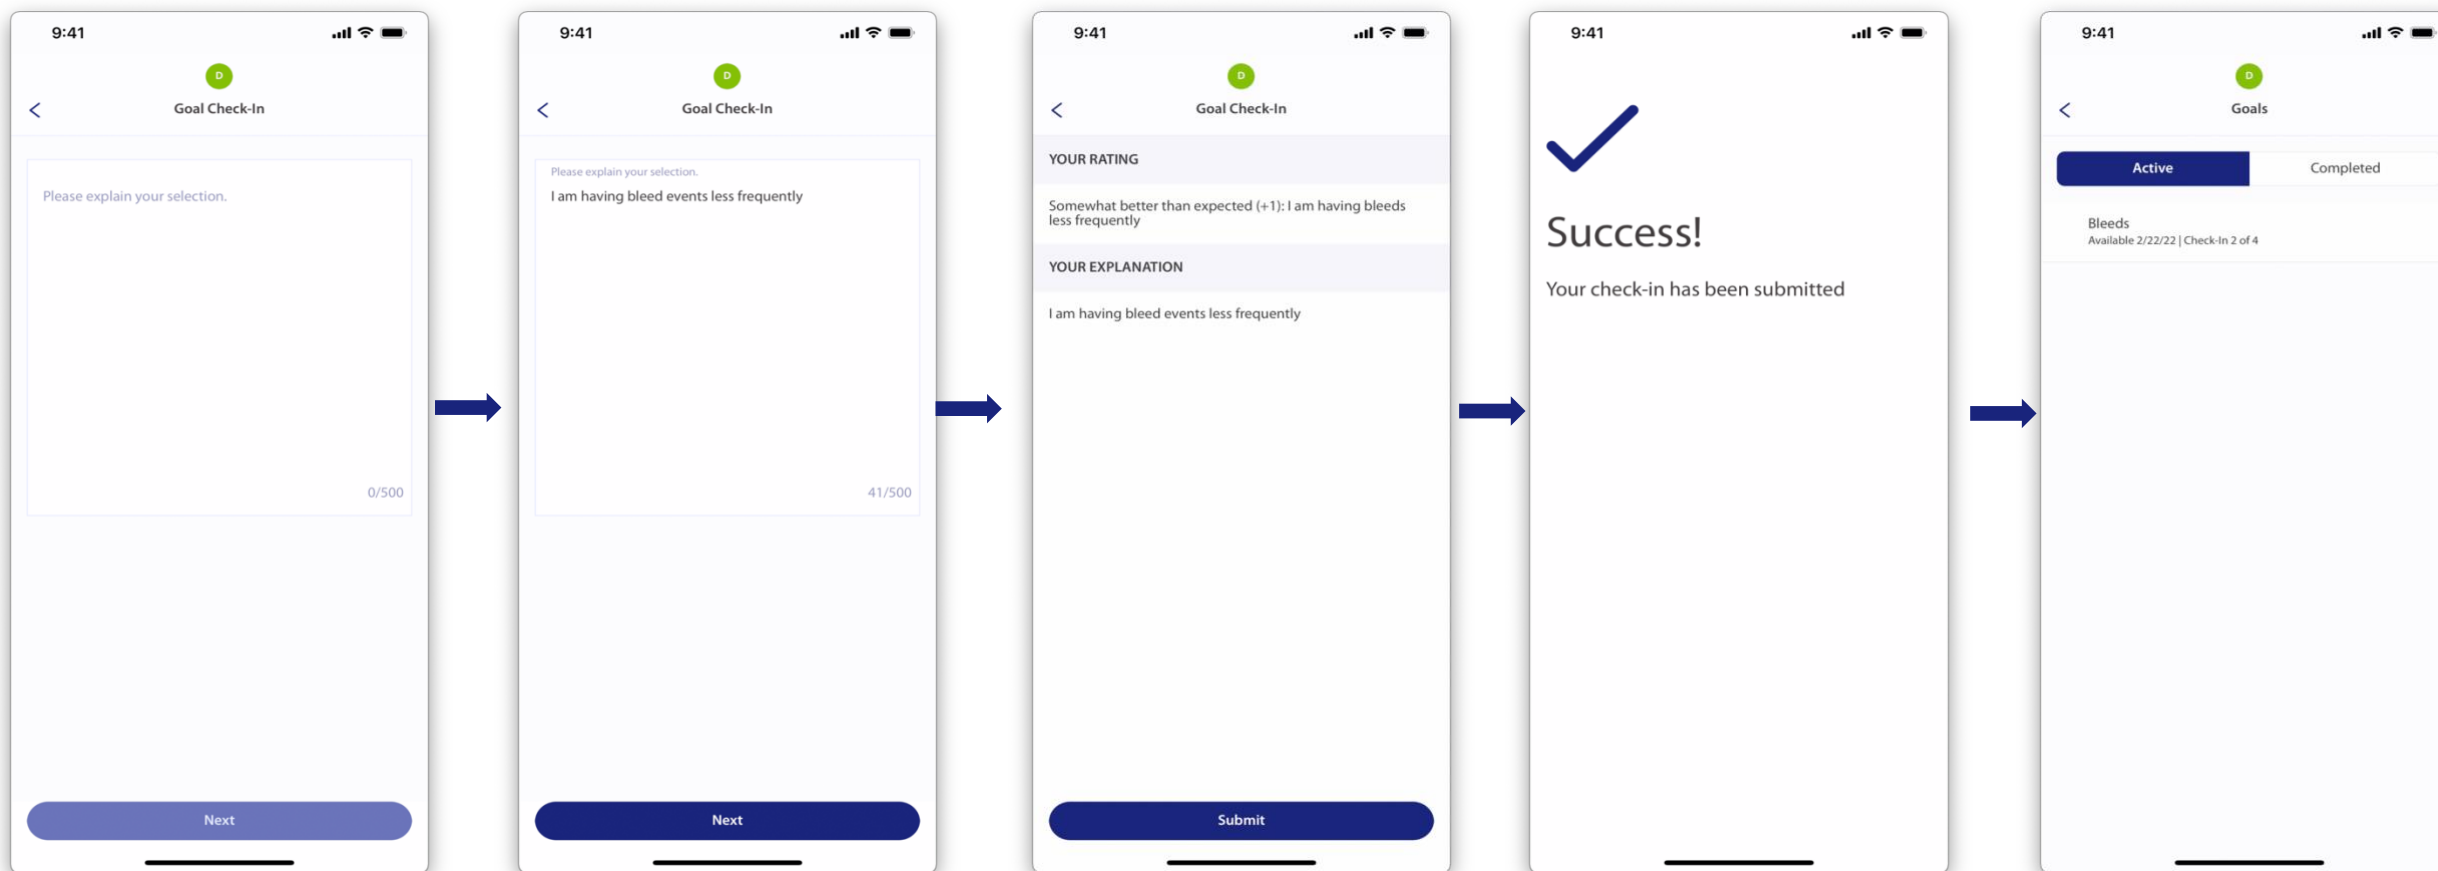 9:41
D
Goal Check-In
Please explain your selection.
0/500
Next
9:41
D
Goal Check-In
Please explain your selection.
I am having bleed events less frequently
41/500
Next
9:41
D
Goal Check-In
YOUR RATING
Somewhat better than expected (+1): I am having bleeds
less frequently
YOUR EXPLANATION
I am having bleed events less frequently
Submit
9:41
Success!
Your check-in has been submitted
9:41
D
Goals
Active
Completed
Bleeds
Available 2/22/22 | Check-In 2 of 4